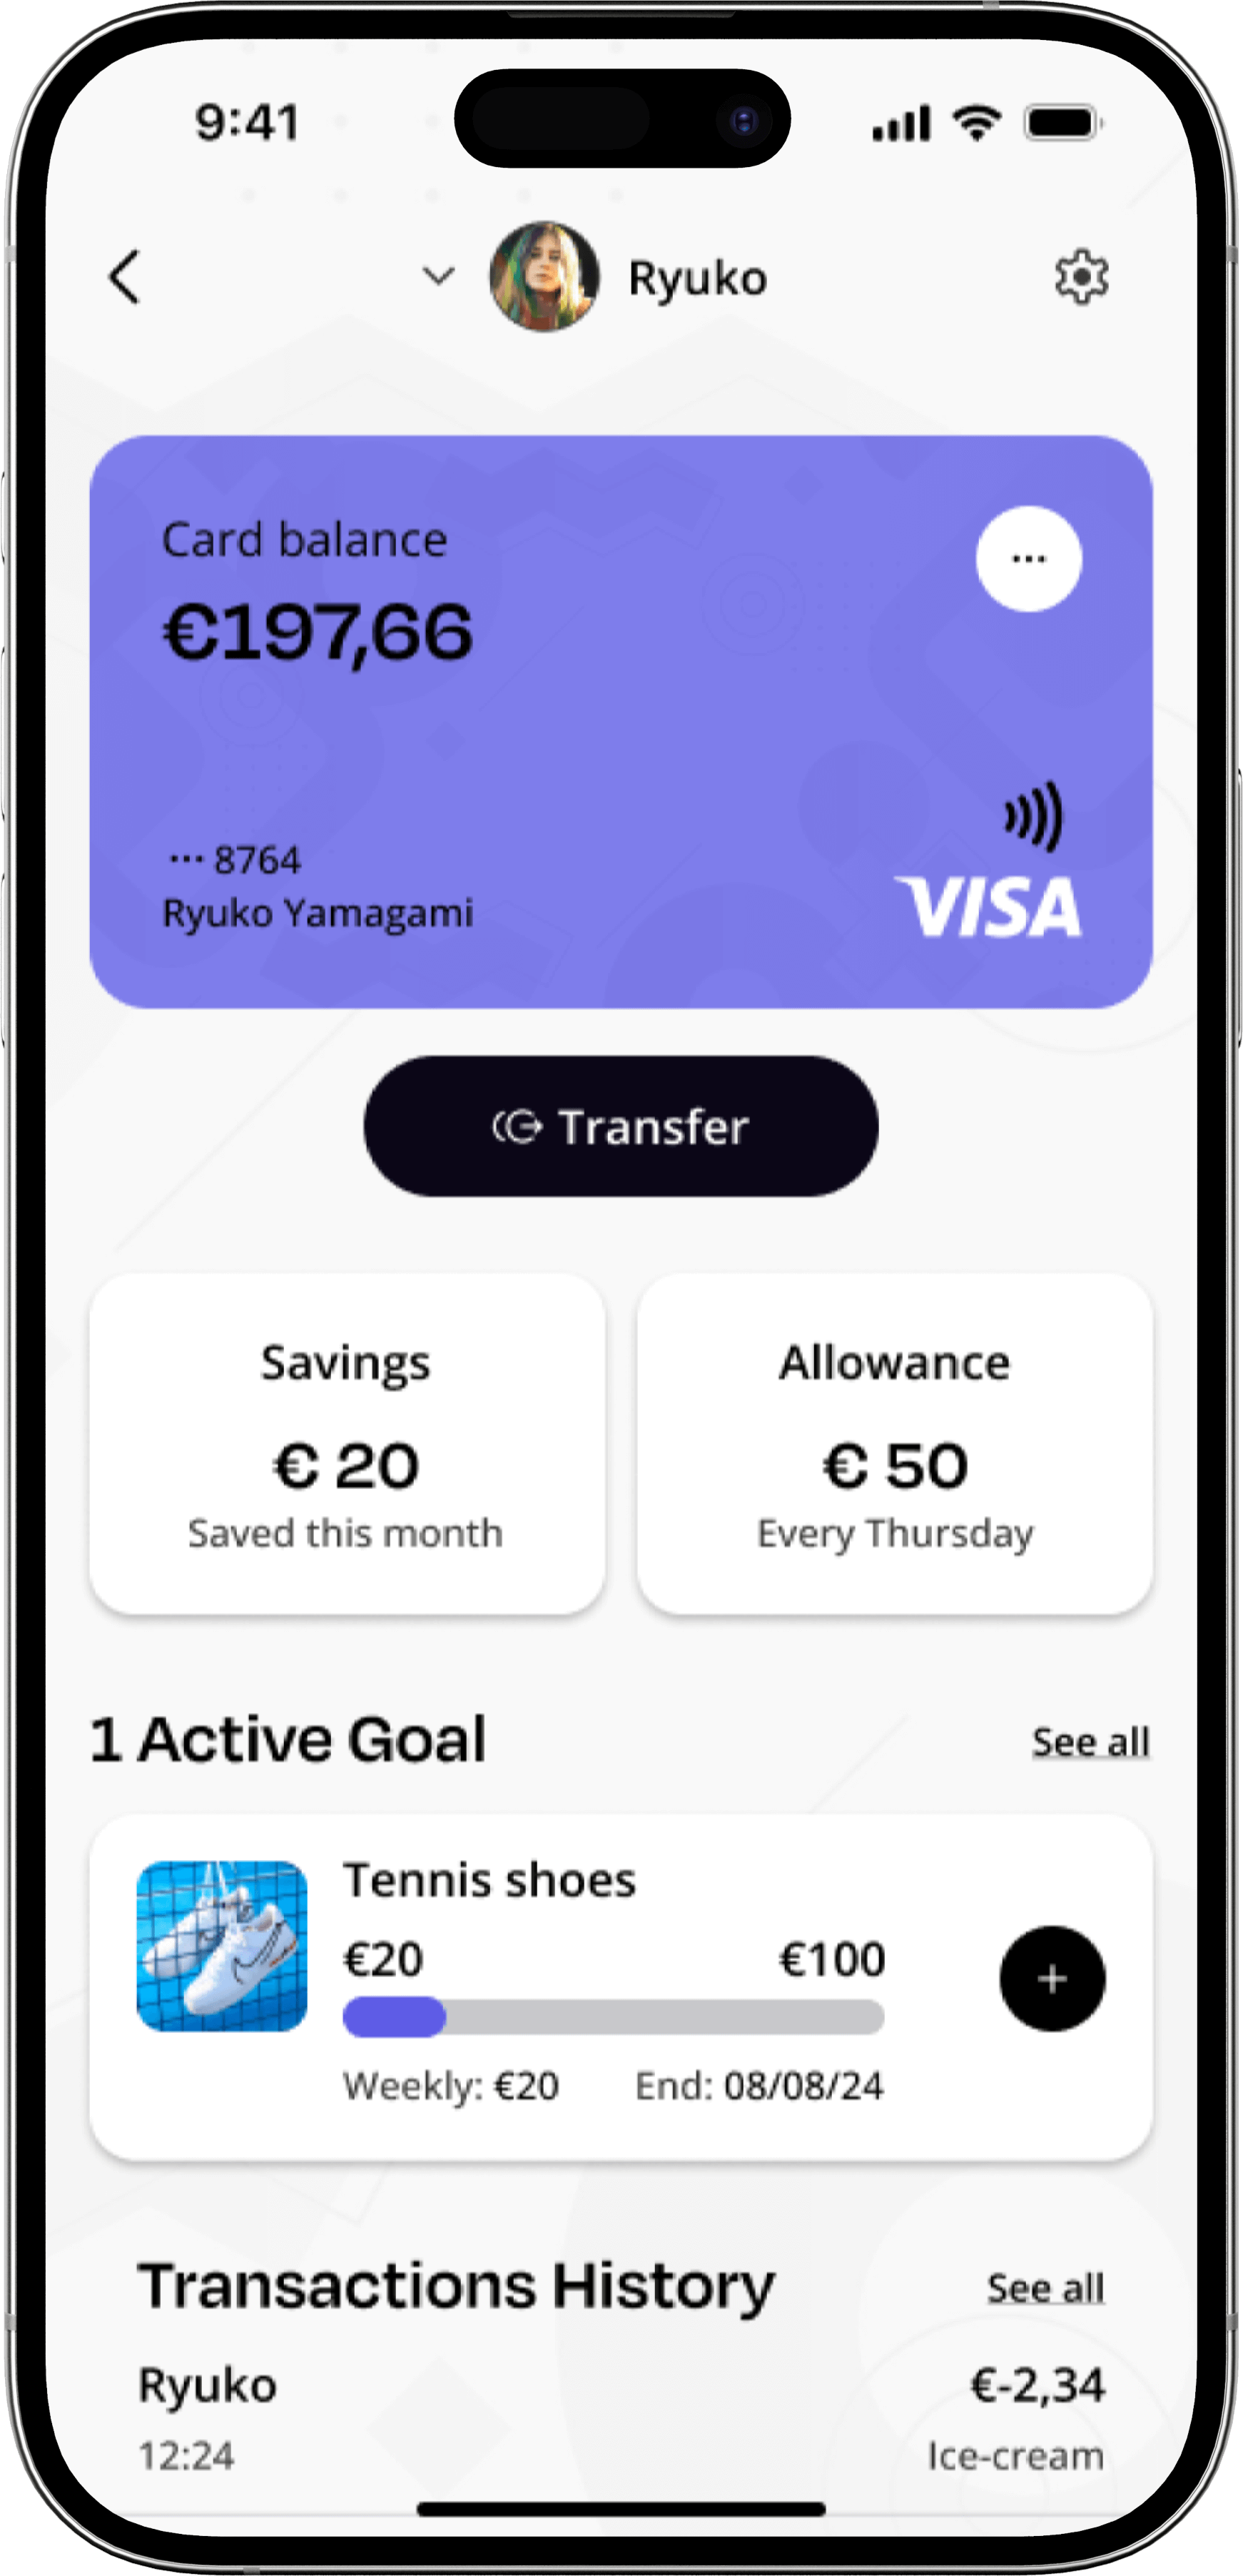 9:41
Ryuko
Card balance
€197,66
··· 8764
Ryuko Yamagami
VISA
Transfer
Savings
€ 20
Saved this month
Allowance
€ 50
Every Thursday
1 Active Goal
See all
Tennis shoes
€20 €100
Weekly: €20 End: 08/08/24
Transactions History
See all
Ryuko
€-2,34
12:24
Ice-cream